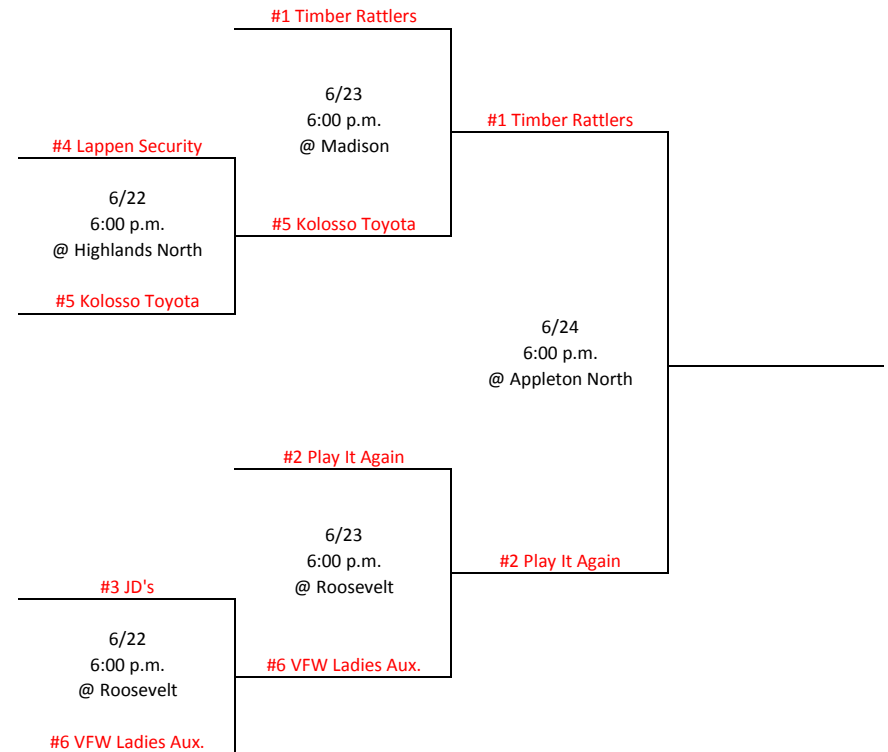 #1 Timber Rattlers
6/23
6:00 p.m.
@ Madison
#1 Timber Rattlers
#4 Lappen Security
6/22
6:00 p.m.
@ Highlands North
#5 Kolosso Toyota
#5 Kolosso Toyota
6/24
6:00 p.m.
@ Appleton North
#2 Play It Again
6/23
6:00 p.m.
@ Roosevelt
#2 Play It Again
#3 JD's
6/22
6:00 p.m.
@ Roosevelt
#6 VFW Ladies Aux.
#6 VFW Ladies Aux.